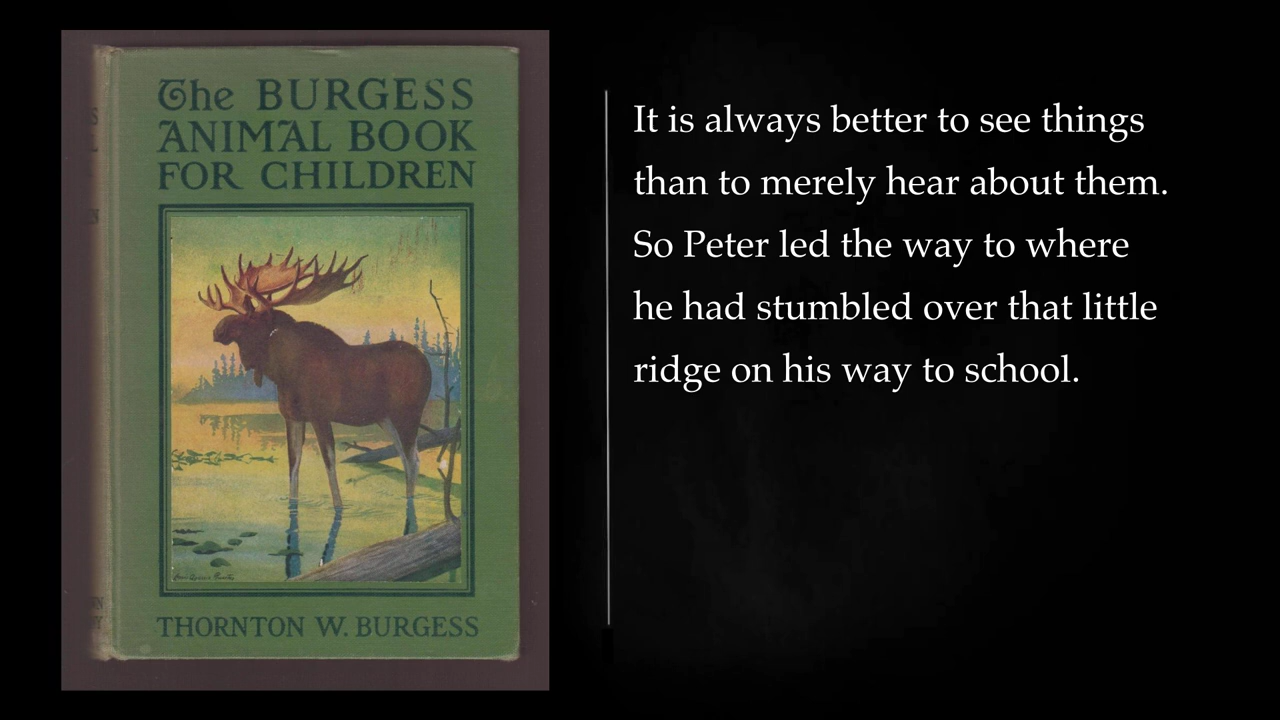 The BURGESS
ANIMAL BOOK
FOR CHILDREN
THORNTON W. BURGESS
It is always better to see things
than to merely hear about them.
So Peter led the way to where
he had stumbled over that little
ridge on his way to school.